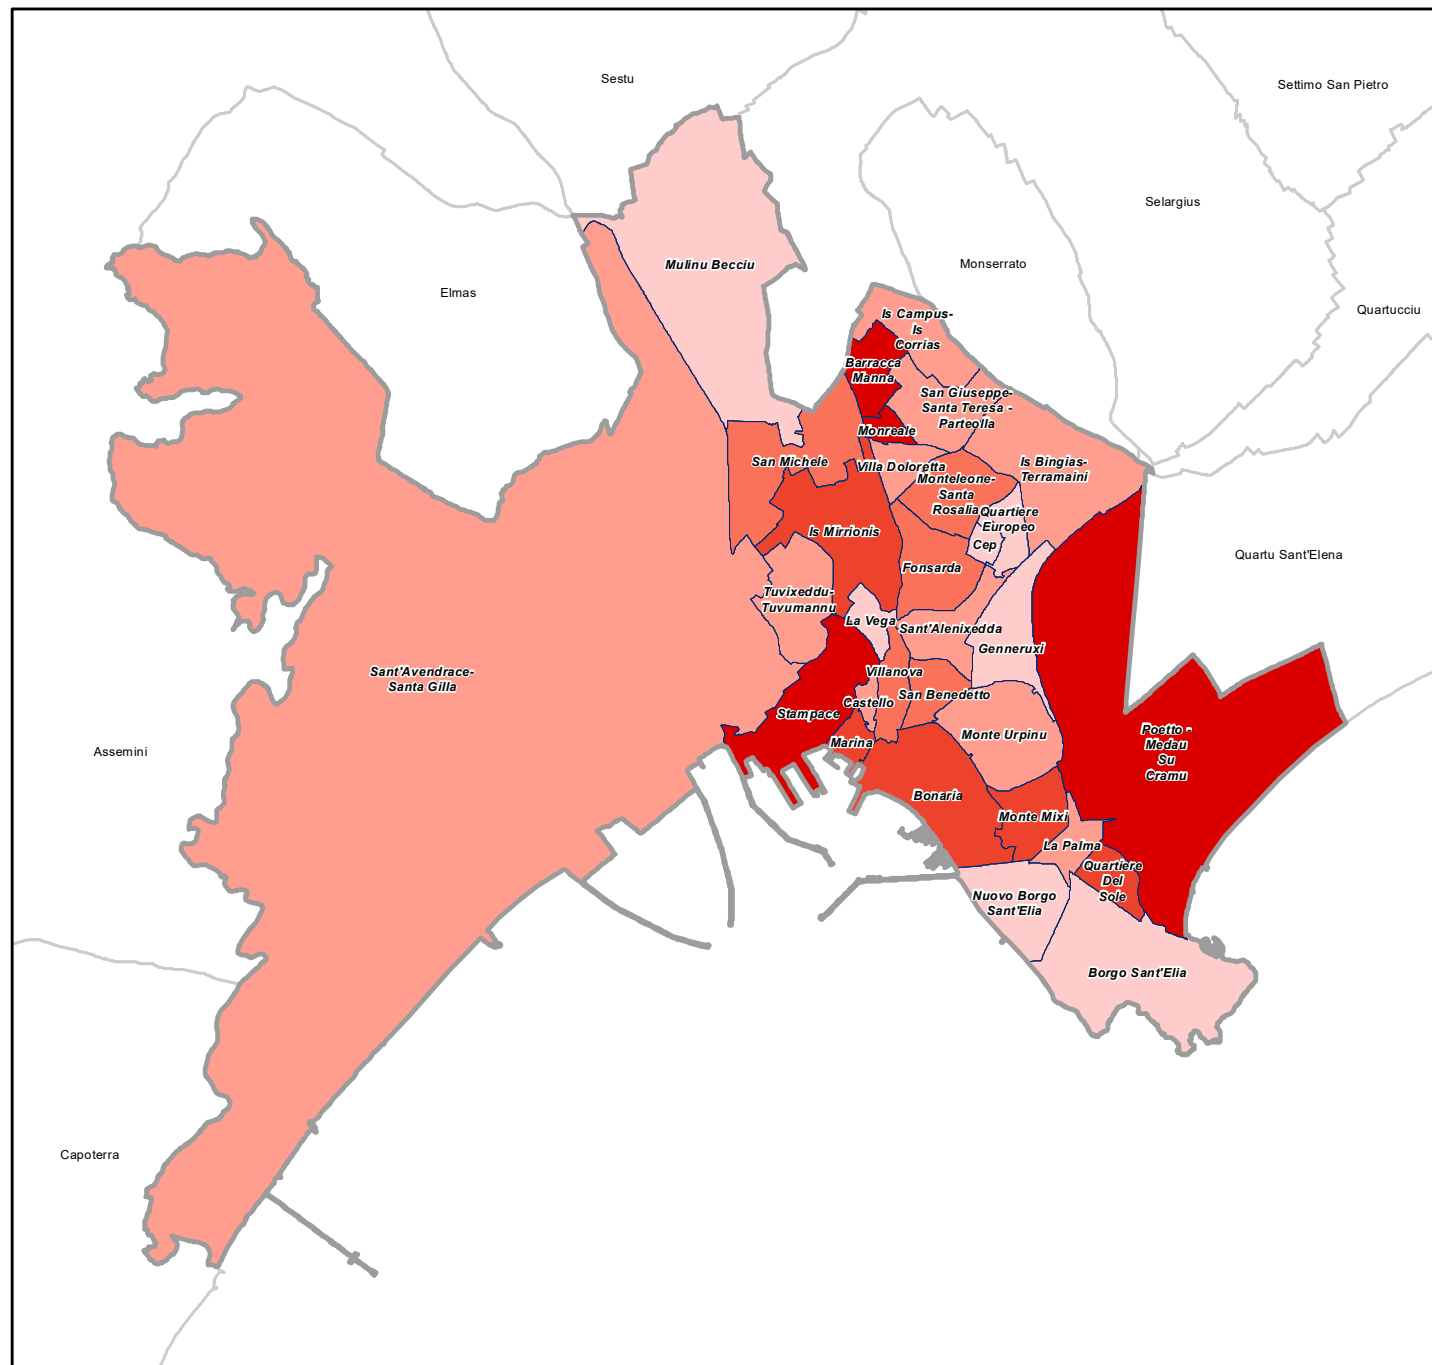 Sestu
Settimo San Pietro
Selargius
Mulinu Becciu
Monserrato
Elmas
Quartucciu
Is Campus-
Is
Corrias
Barracca
Manna
San Giuseppe-
Santa Teresa -
Parteolla
Monreale
San Michele
Villa Doloretta
Is Bingias-
Terramaini
Monteleone-
Santa
Rosalia
Quartiere
Europeo
Is Mirrionis
Cep
Quartu Sant'Elena
Fonsarda
Tuvixeddu-
Tuvumannu
La Vega
Sant'Alenixedda
Genneruxi
Sant'Avendrace-
Santa Gilla
Villanova
San Benedetto
Castello
Stampace
Marina
Monte Urpinu
Poetto -
Medau
Su
Cramu
Assemini
Bonaria
Monte Mixi
La Palma
Quartiere
Del
Sole
Nuovo Borgo
Sant'Elia
Borgo Sant'Elia
Capoterra